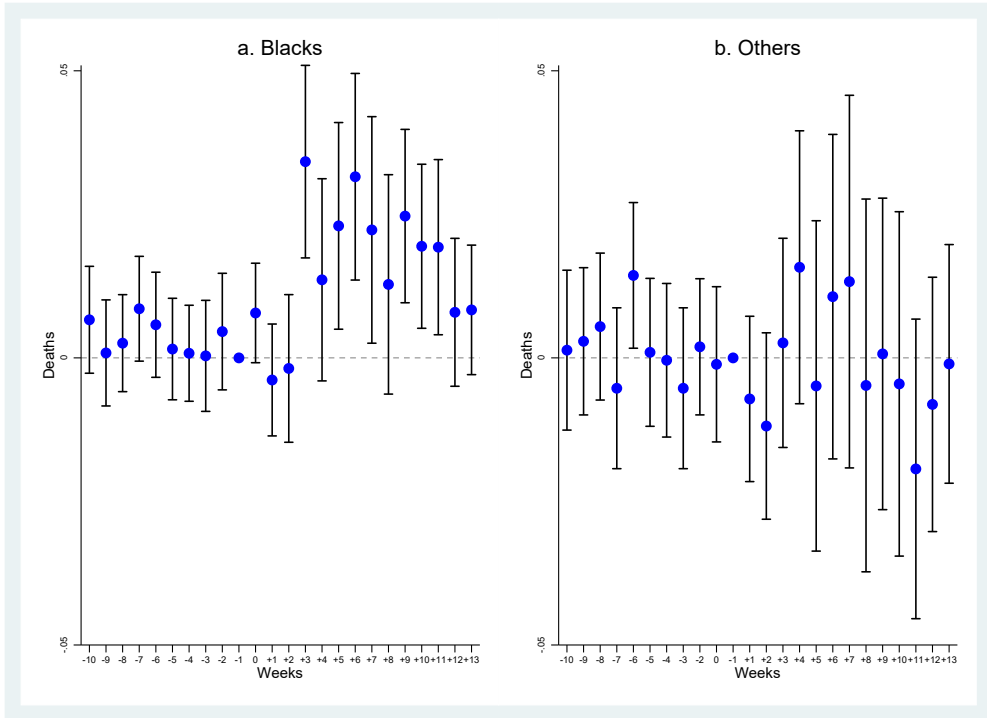 a. Blacks
.05
0
-.05
Deaths
-10 -9 -8 -7 -6 -5 -4 -3 -2 -1 0 +1 +2 +3 +4 +5 +6 +7 +8 +9 +10 +11 +12 +13
Weeks
b. Others
.05
0
-.05
Deaths
-10 -9 -8 -7 -6 -5 -4 -3 -2 0 -1 +1 +2 +3 +4 +5 +6 +7 +8 +9 +10 +11 +12 +13
Weeks